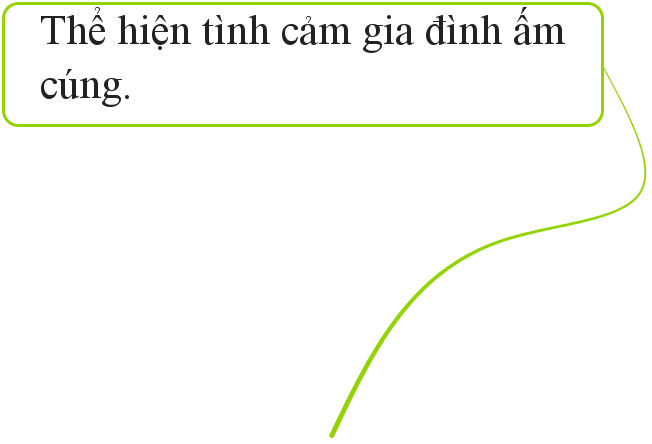 Thể hiện tình cảm gia đình ấm
cúng.